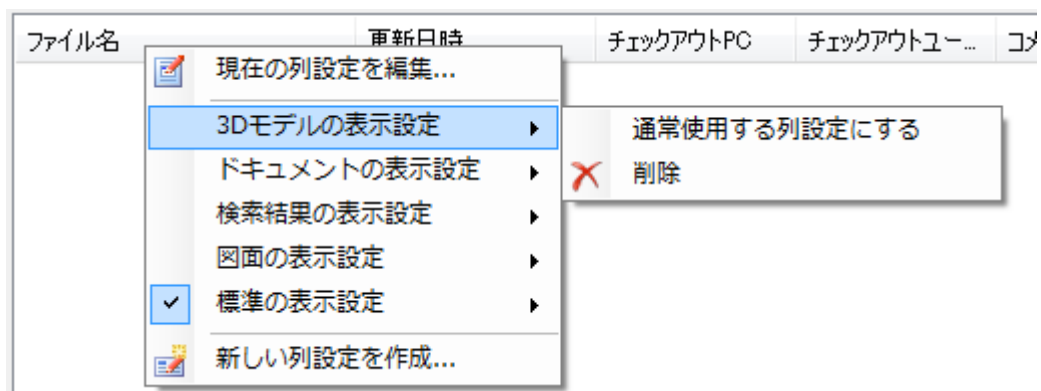 ファイル名 更新日時 チェックアウトPC チェックアウトユー... コメ
現在の列設定を編集...
3Dモデルの表示設定
通常使用する列設定にする
ドキュメントの表示設定
削除
検索結果の表示設定
図面の表示設定
標準の表示設定
新しい列設定を作成...